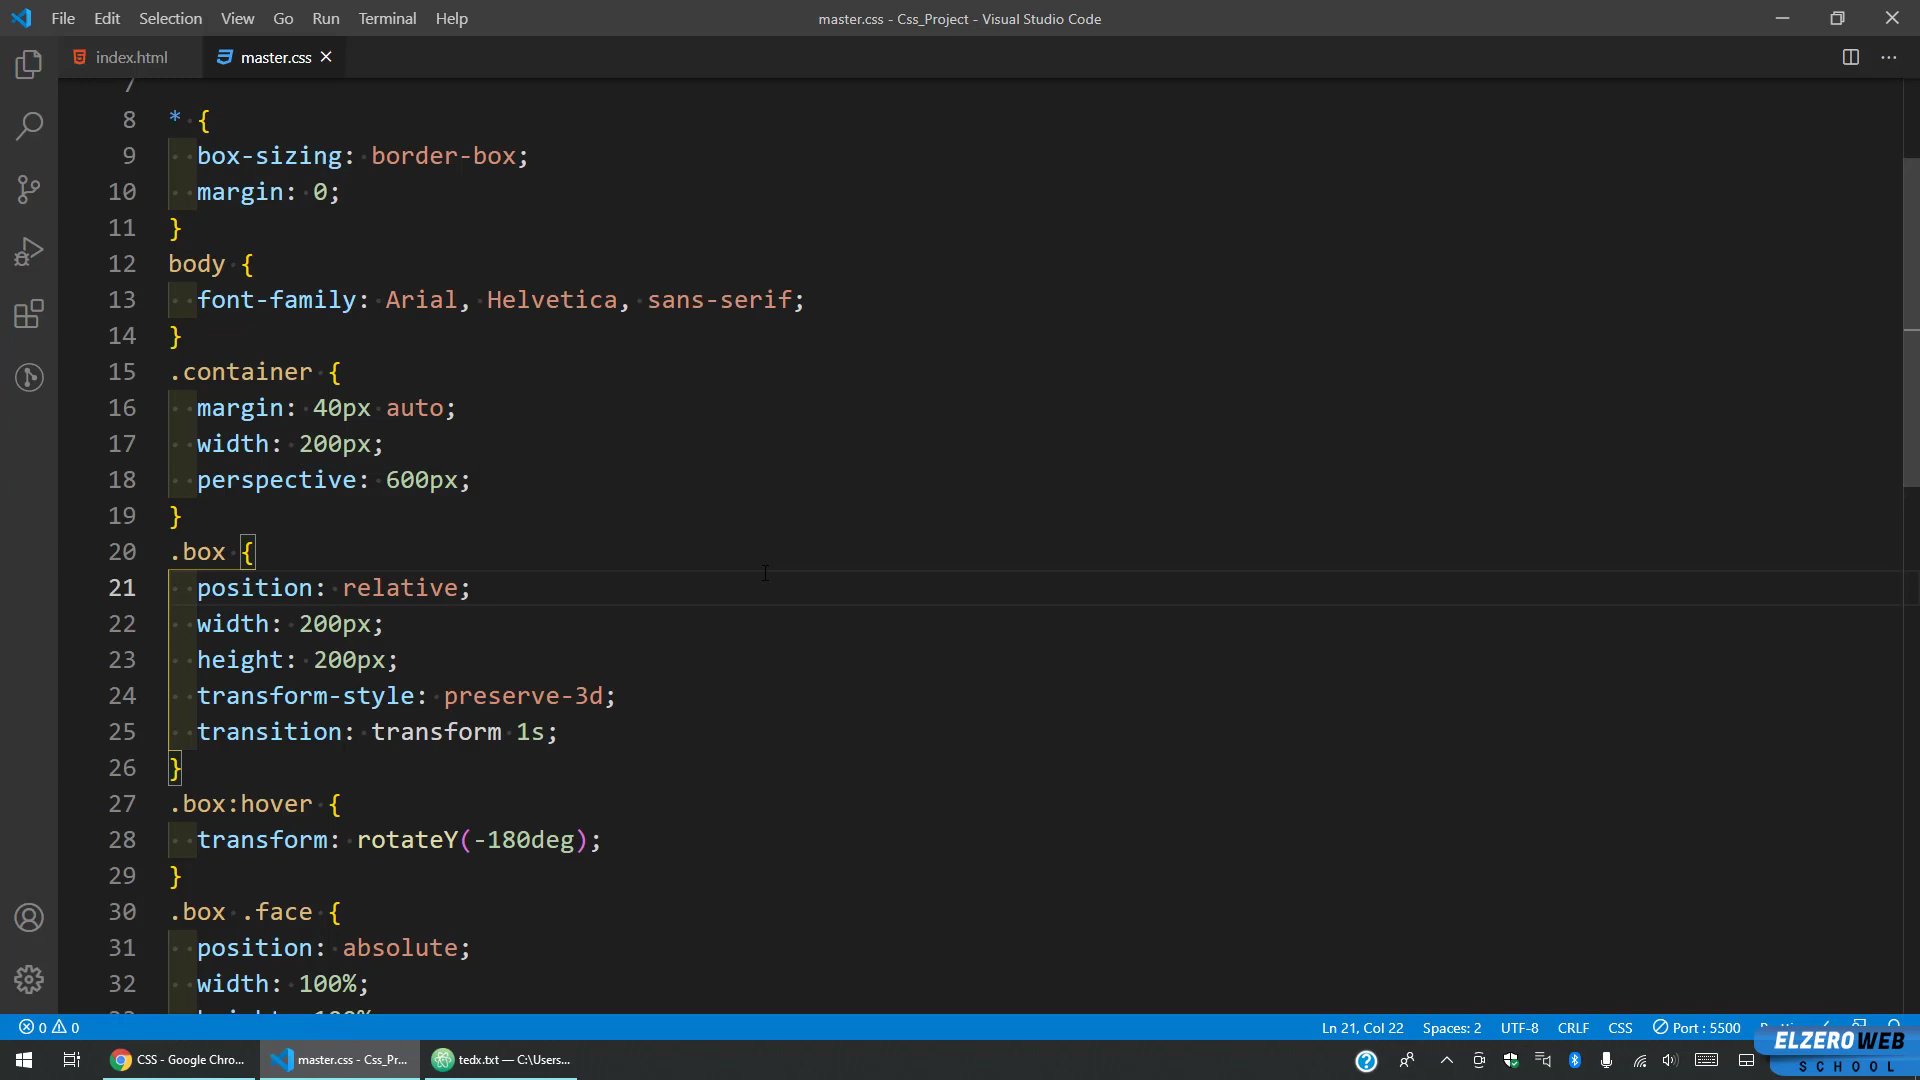 File Edit Selection View Go Run Terminal Help
master.css - Css_Project - Visual Studio Code
index.html
master.css
7
8 * {
9 box-sizing: border-box;
10 margin: 0;
11 }
12 body {
13 font-family: Arial, Helvetica, sans-serif;
14 }
15 .container {
16 margin: 40px auto;
17 width: 200px;
18 perspective: 600px;
19 }
20 .box {
21 position: relative;
22 width: 200px;
23 height: 200px;
24 transform-style: preserve-3d;
25 transition: transform 1s;
26 }
27 .box:hover {
28 transform: rotateY(-180deg);
29 }
30 .box .face {
31 position: absolute;
32 width: 100%;
0 0 Ln 21, Col 22 Spaces: 2 UTF-8 CRLF CSS Port : 5500
CSS - Google Chro...
master.css - Css_Pr...
tedx.txt — C:\Users...
ELZEROWEB
SCHOOL